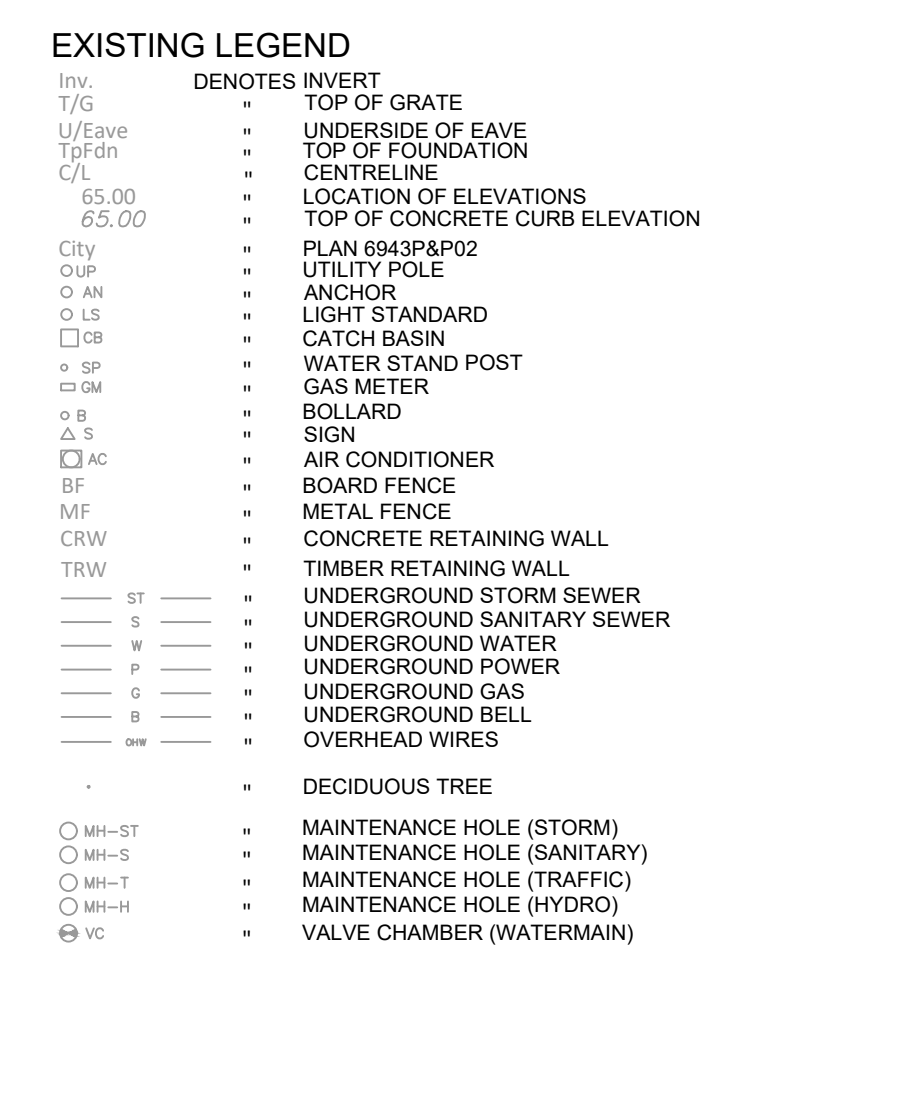 EXISTING LEGEND
Inv. DENOTES INVERT
T/G " TOP OF GRATE
U/Eave " UNDERSIDE OF EAVE
TpFdn " TOP OF FOUNDATION
C/L " CENTRELINE
65.00 " LOCATION OF ELEVATIONS
65.00 " TOP OF CONCRETE CURB ELEVATION
City " PLAN 6943P&P02
UP " UTILITY POLE
AN " ANCHOR
LS " LIGHT STANDARD
CB " CATCH BASIN
SP " WATER STAND POST
GM " GAS METER
B " BOLLARD
S " SIGN
AC " AIR CONDITIONER
BF " BOARD FENCE
MF " METAL FENCE
CRW " CONCRETE RETAINING WALL
TRW " TIMBER RETAINING WALL
ST " UNDERGROUND STORM SEWER
S " UNDERGROUND SANITARY SEWER
W " UNDERGROUND WATER
P " UNDERGROUND POWER
G " UNDERGROUND GAS
B " UNDERGROUND BELL
OHW " OVERHEAD WIRES
" DECIDUOUS TREE
MH-ST " MAINTENANCE HOLE (STORM)
MH-S " MAINTENANCE HOLE (SANITARY)
MH-T " MAINTENANCE HOLE (TRAFFIC)
MH-H " MAINTENANCE HOLE (HYDRO)
VC " VALVE CHAMBER (WATERMAIN)